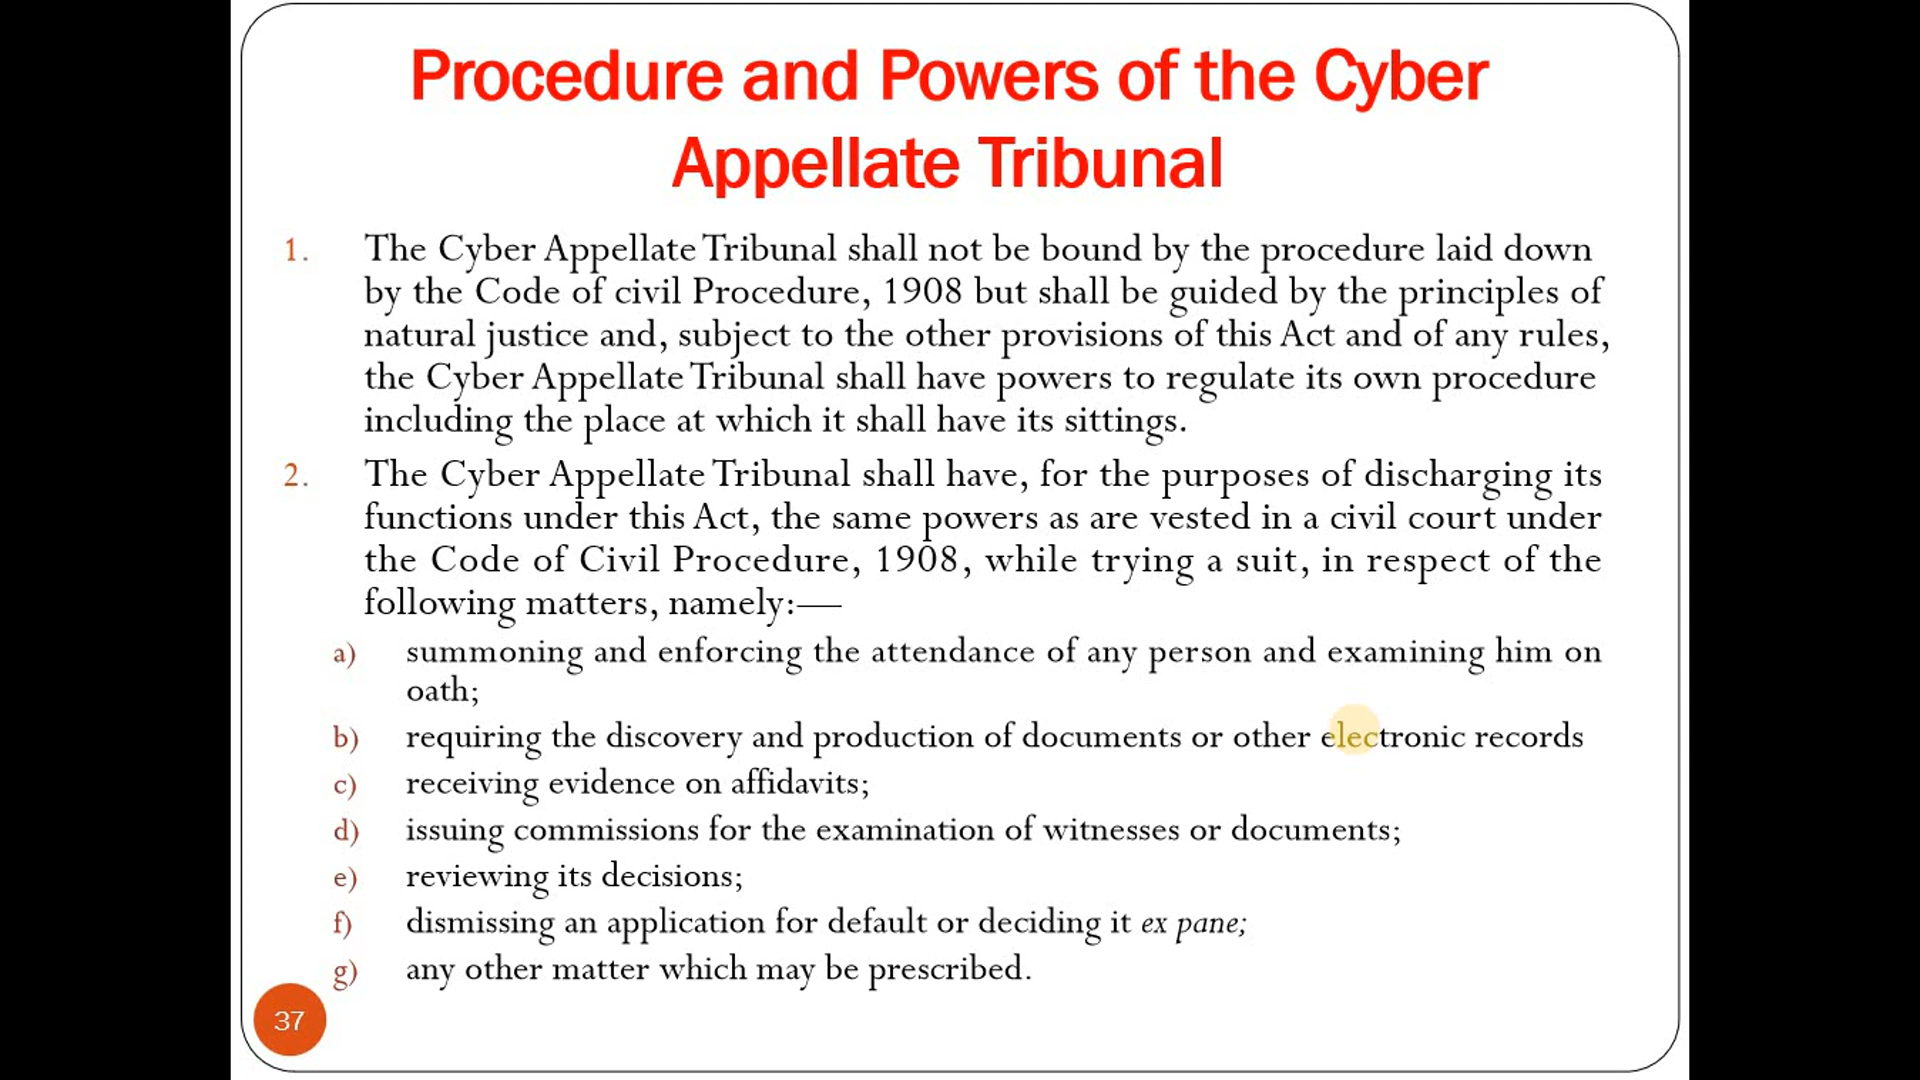 Procedure and Powers of the Cyber
Appellate Tribunal
1. The Cyber Appellate Tribunal shall not be bound by the procedure laid down
by the Code of civil Procedure, 1908 but shall be guided by the principles of
natural justice and, subject to the other provisions of this Act and of any rules,
the Cyber Appellate Tribunal shall have powers to regulate its own procedure
including the place at which it shall have its sittings.
2. The Cyber Appellate Tribunal shall have, for the purposes of discharging its
functions under this Act, the same powers as are vested in a civil court under
the Code of Civil Procedure, 1908, while trying a suit, in respect of the
following matters, namely:—
a) summoning and enforcing the attendance of any person and examining him on
oath;
b) requiring the discovery and production of documents or other electronic records
c) receiving evidence on affidavits;
d) issuing commissions for the examination of witnesses or documents;
e) reviewing its decisions;
f) dismissing an application for default or deciding it ex pane;
g) any other matter which may be prescribed.
37